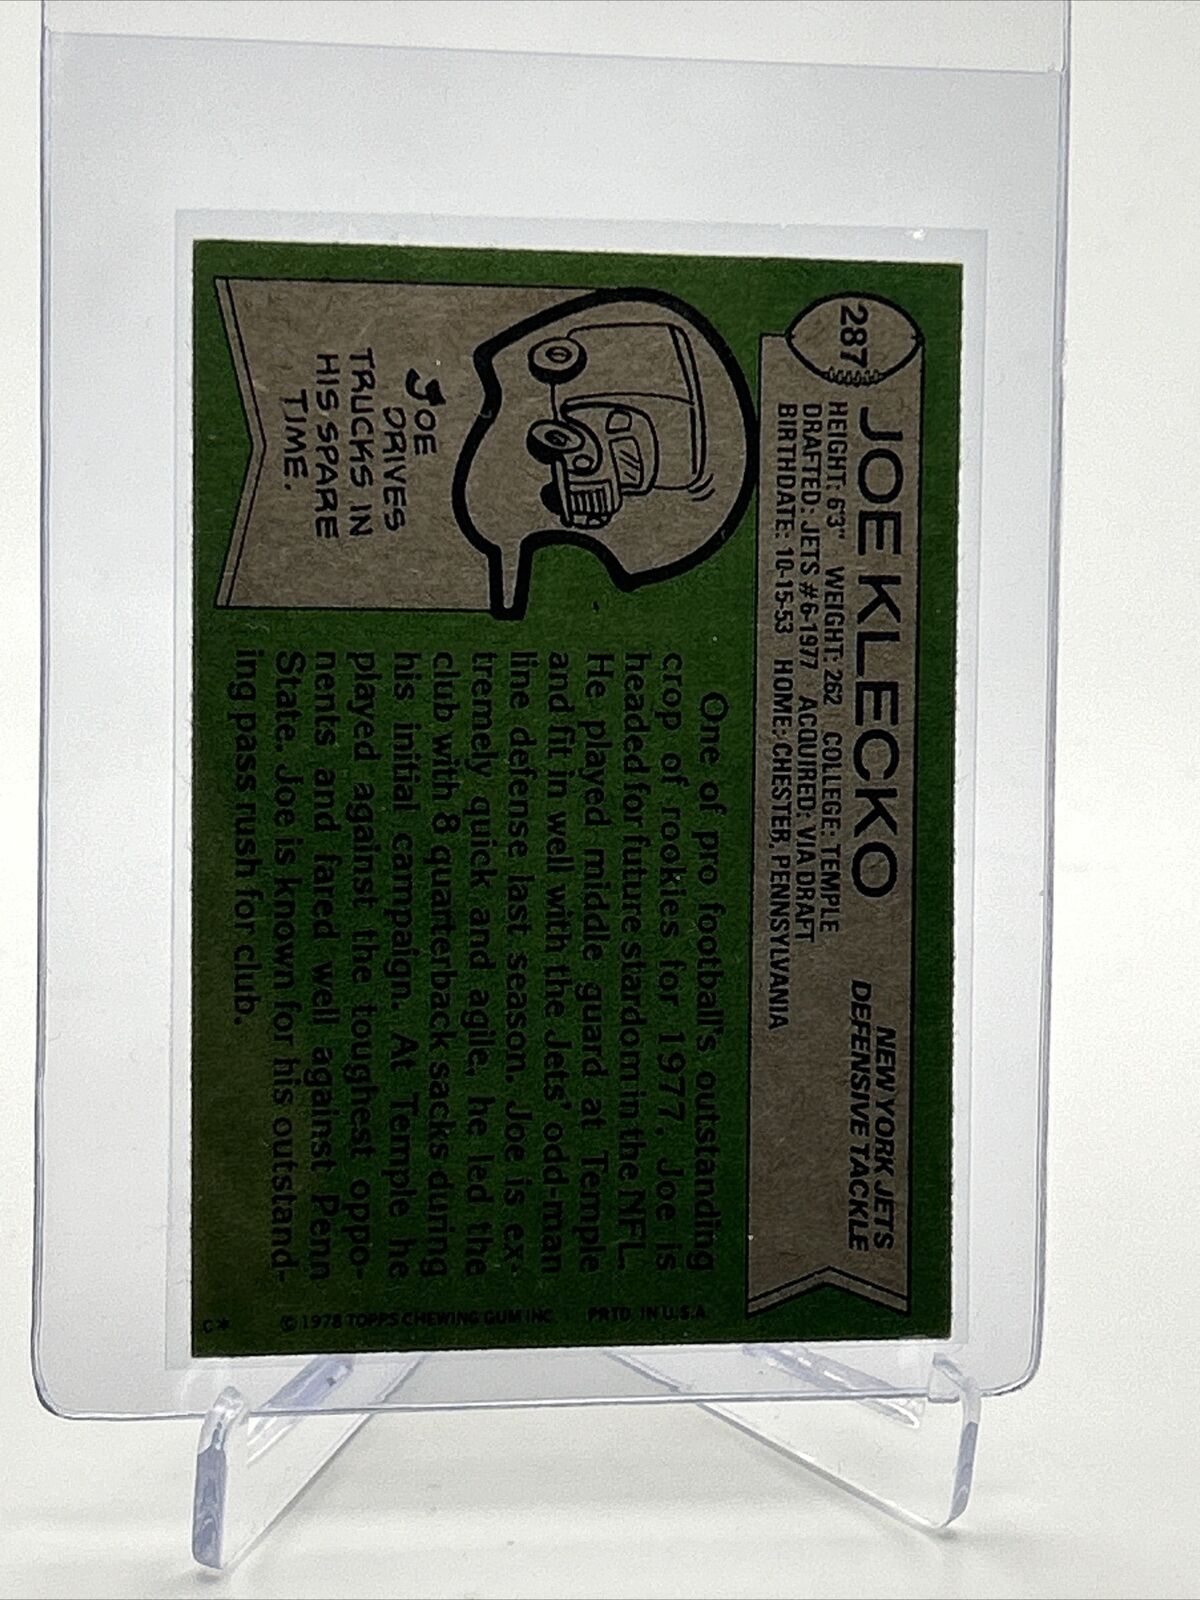 287
JOE KLECKO
NEW YORK JETS
DEFENSIVE TACKLE
HEIGHT: 6'3" WEIGHT: 262 COLLEGE: TEMPLE
DRAFTED: JETS #6-1977 ACQUIRED: VIA DRAFT
BIRTHDATE: 10-15-53 HOME: CHESTER, PENNSYLVANIA
JOE
DRIVES
TRUCKS IN
HIS SPARE
TIME.
One of pro football's outstanding
crop of rookies for 1977, Joe is
headed for future stardom in the NFL.
He played middle guard at Temple
and fit in well with the Jets' odd-man
line defense last season. Joe is ex-
tremely quick and agile, he led the
club with 8 quarterback sacks during
his initial campaign. At Temple he
played against the toughest oppo-
nents and fared well against Penn
State. Joe is known for his outstand-
ing pass rush for club.
© 1978 TOPPS CHEWING GUM INC. PRTD. IN U.S.A.
C*